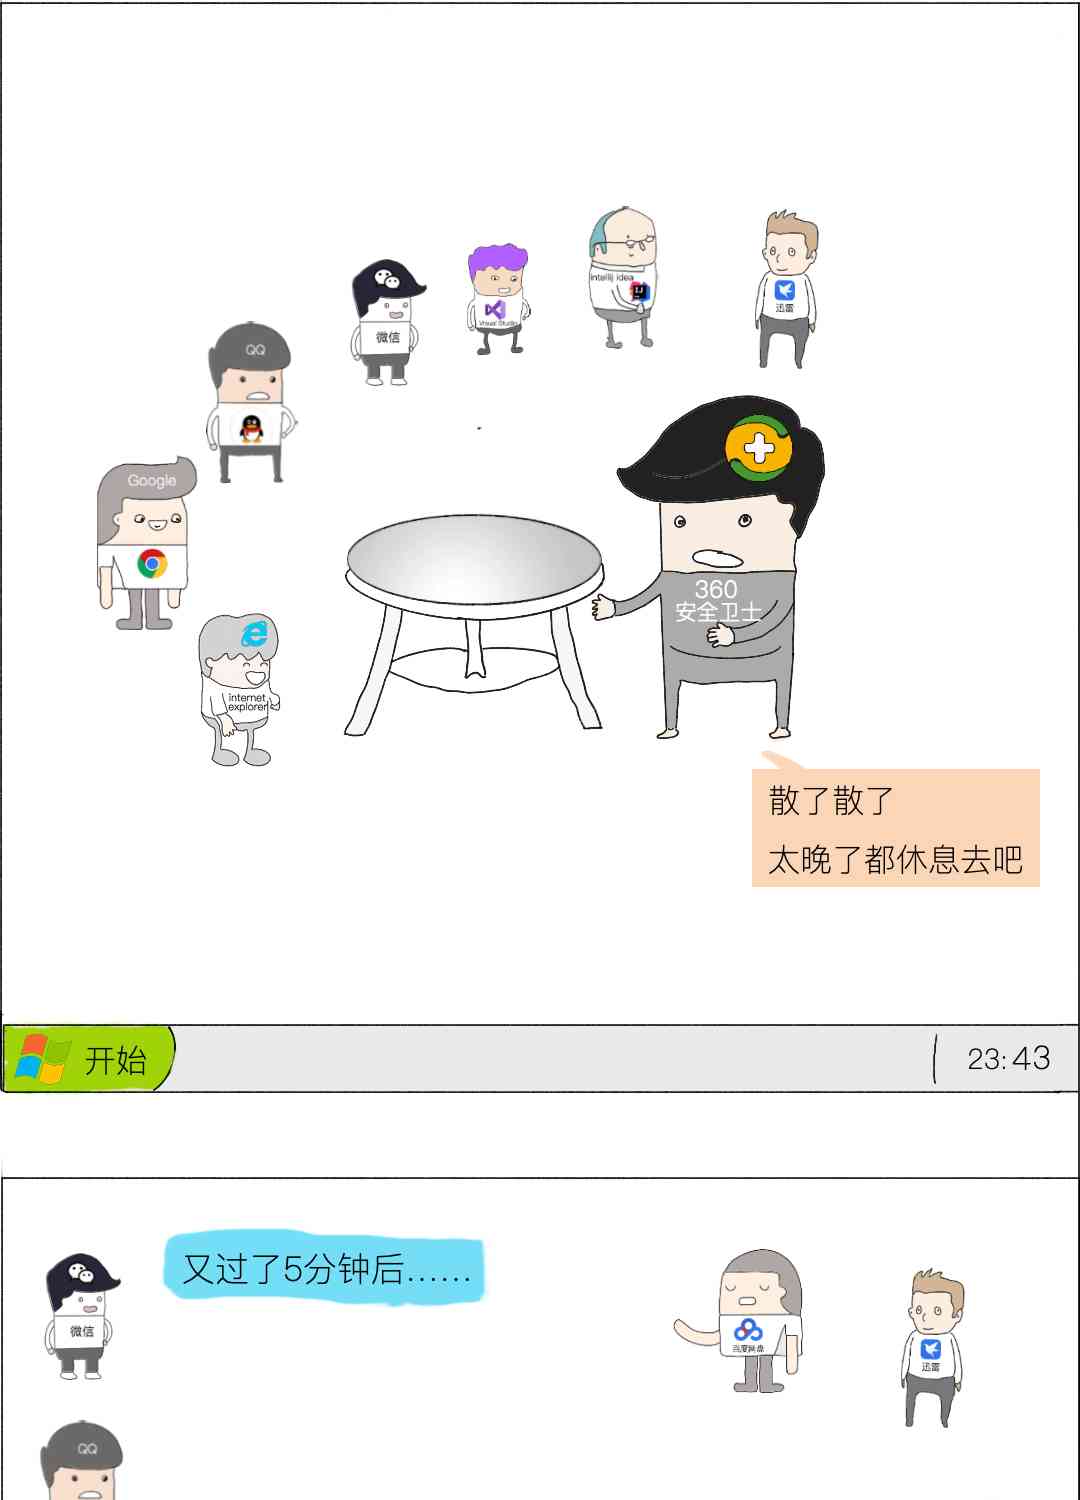 intellij idea
迅雷
Visual Studio
微信
QQ
Google
360
安全卫士
internet
explorer
散了散了
太晚了都休息去吧
开始
23:43
又过了5分钟后……
微信
百度网盘
迅雷
QQ